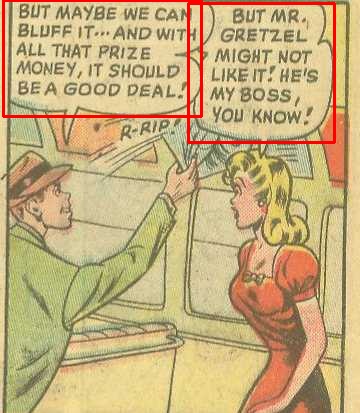 BUT MAYBE WE CAN
BLUFF IT... AND WITH
ALL THAT PRIZE
MONEY, IT SHOULD
BE A GOOD DEAL!
BUT MR.
GRETZEL
MIGHT NOT
LIKE IT! HE'S
MY BOSS,
YOU KNOW!
R-RIP!